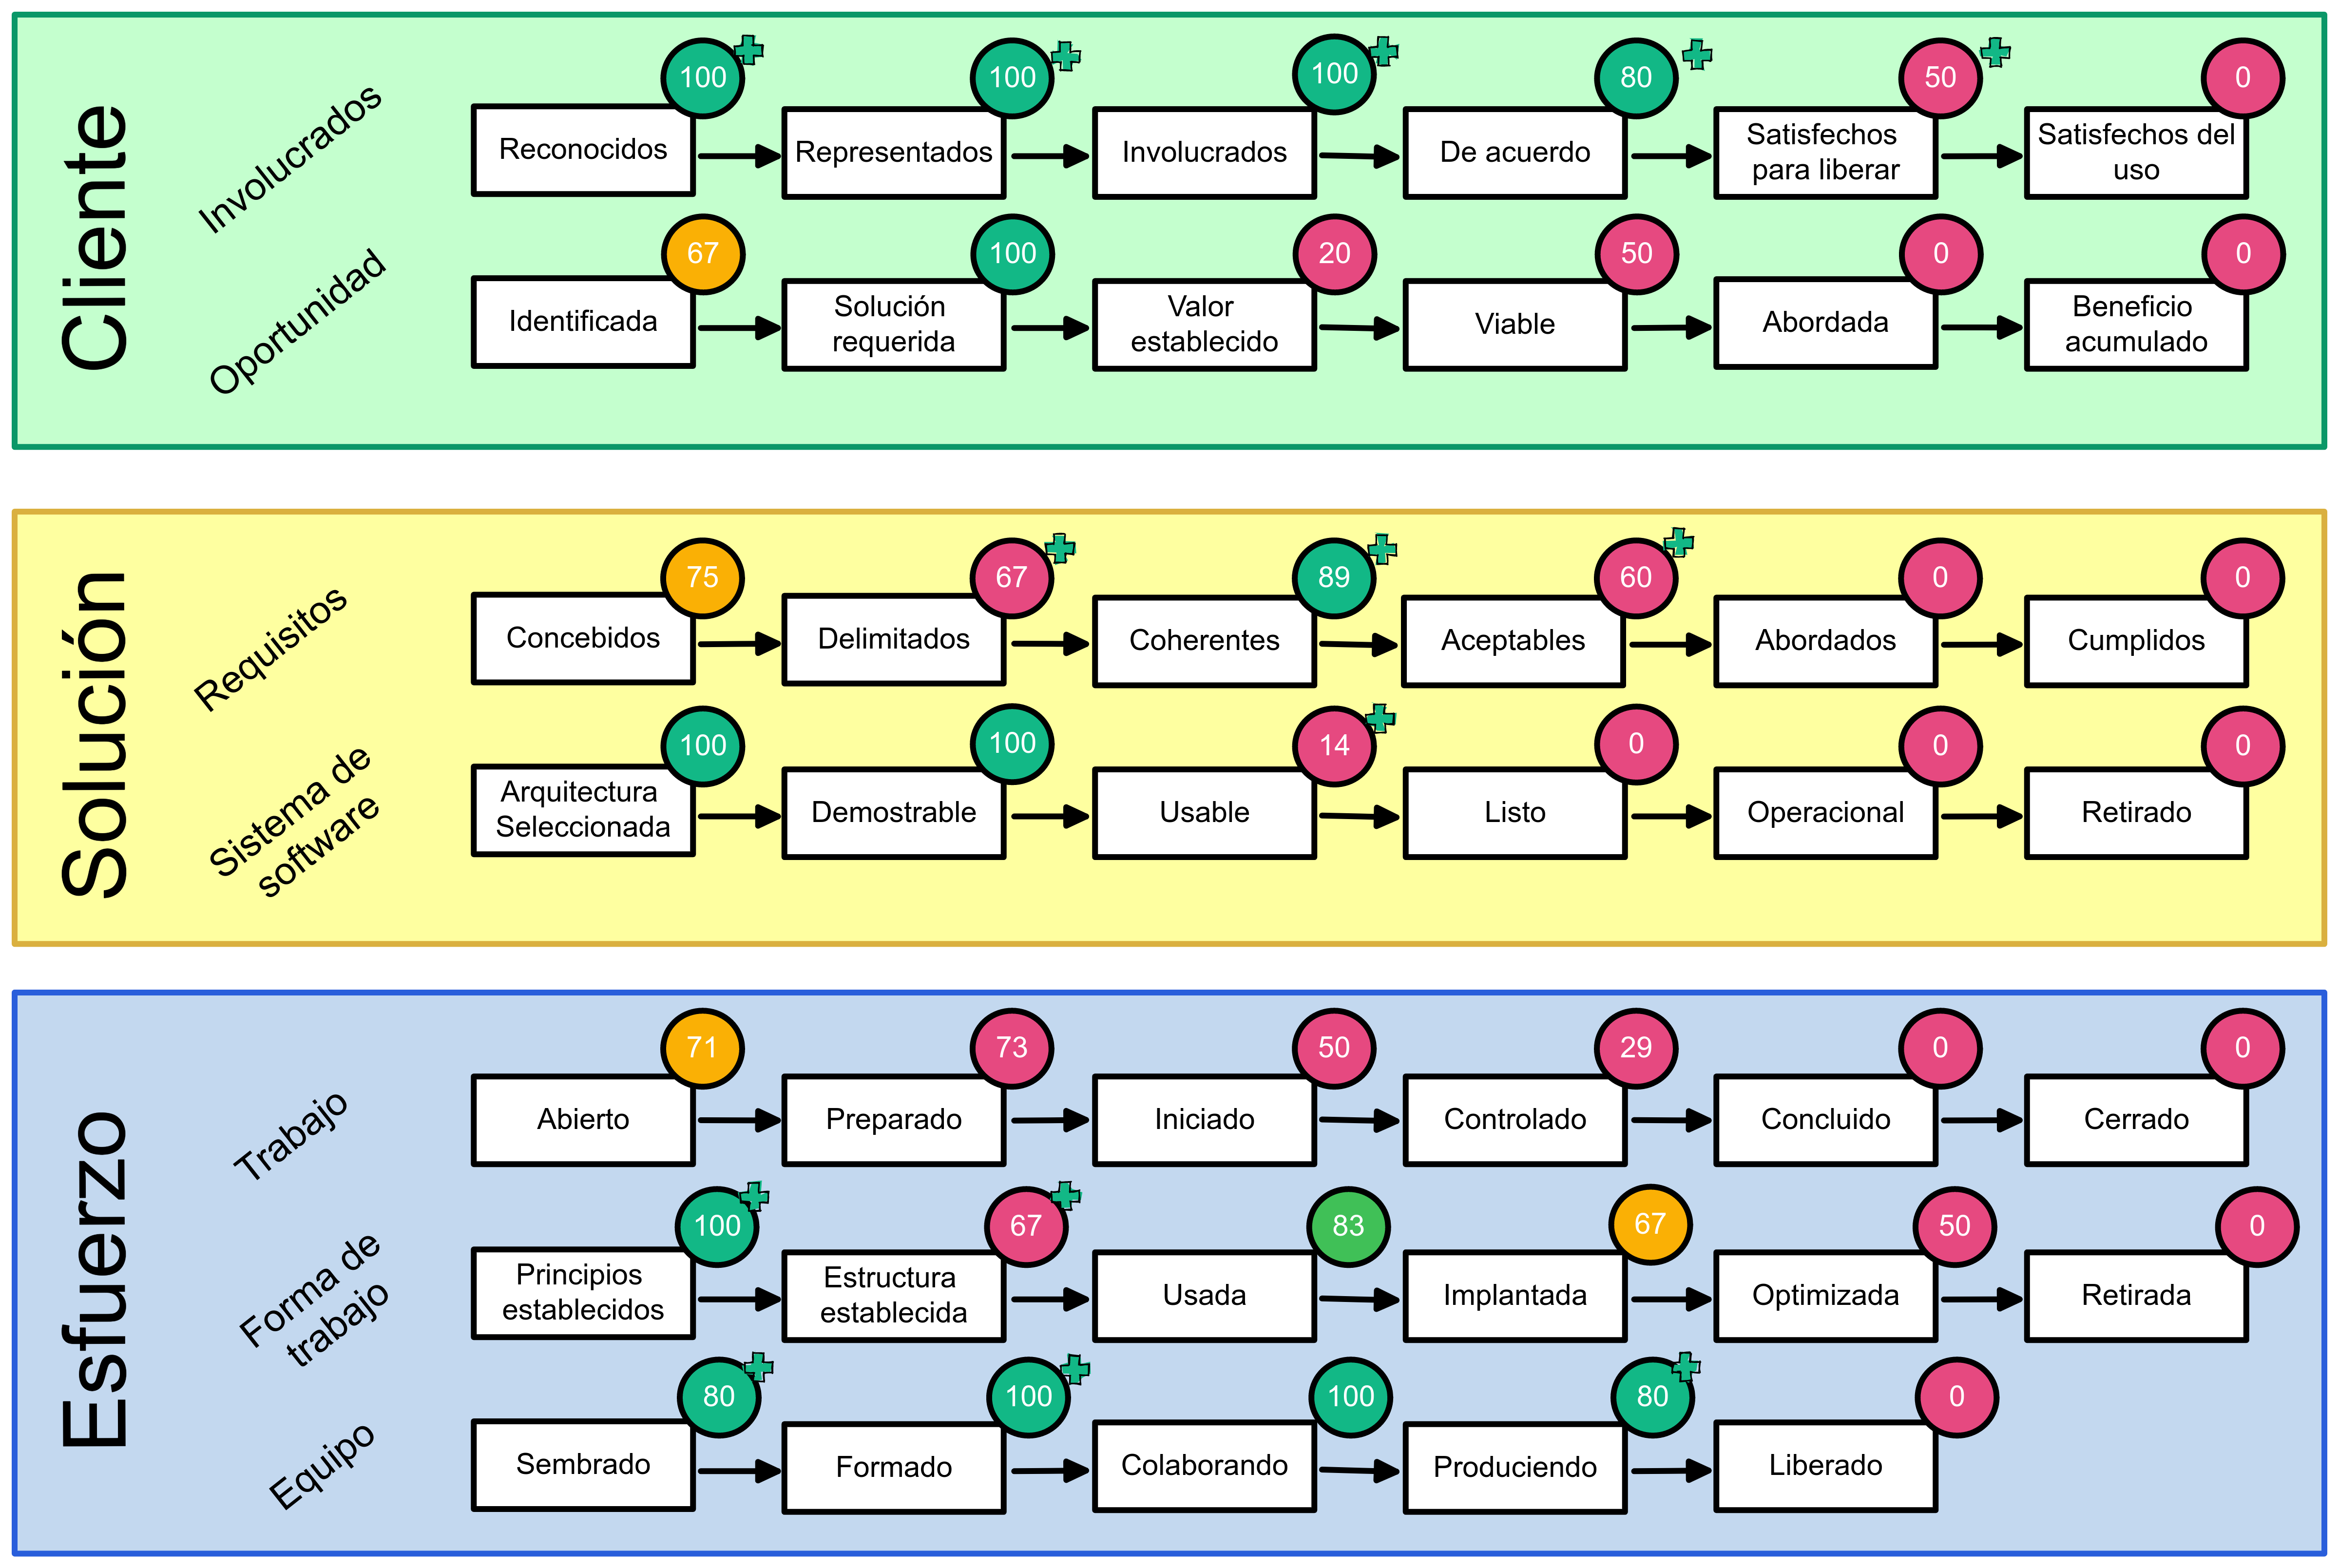 Cliente
Involucrados
100
100
100
80
50
0
Reconocidos
Representados
Involucrados
De acuerdo
Satisfechos
para liberar
Satisfechos del
uso
Oportunidad
67
100
20
50
0
0
Identificada
Solución
requerida
Valor
establecido
Viable
Abordada
Beneficio
acumulado
Solución
Requisitos
75
67
89
60
0
0
Concebidos
Delimitados
Coherentes
Aceptables
Abordados
Cumplidos
Sistema de
software
100
100
14
0
0
0
Arquitectura
Seleccionada
Demostrable
Usable
Listo
Operacional
Retirado
Esfuerzo
Trabajo
71
73
50
29
0
0
Abierto
Preparado
Iniciado
Controlado
Concluido
Cerrado
Forma de
trabajo
100
67
83
67
50
0
Principios
establecidos
Estructura
establecida
Usada
Implantada
Optimizada
Retirada
Equipo
80
100
100
80
0
Sembrado
Formado
Colaborando
Produciendo
Liberado